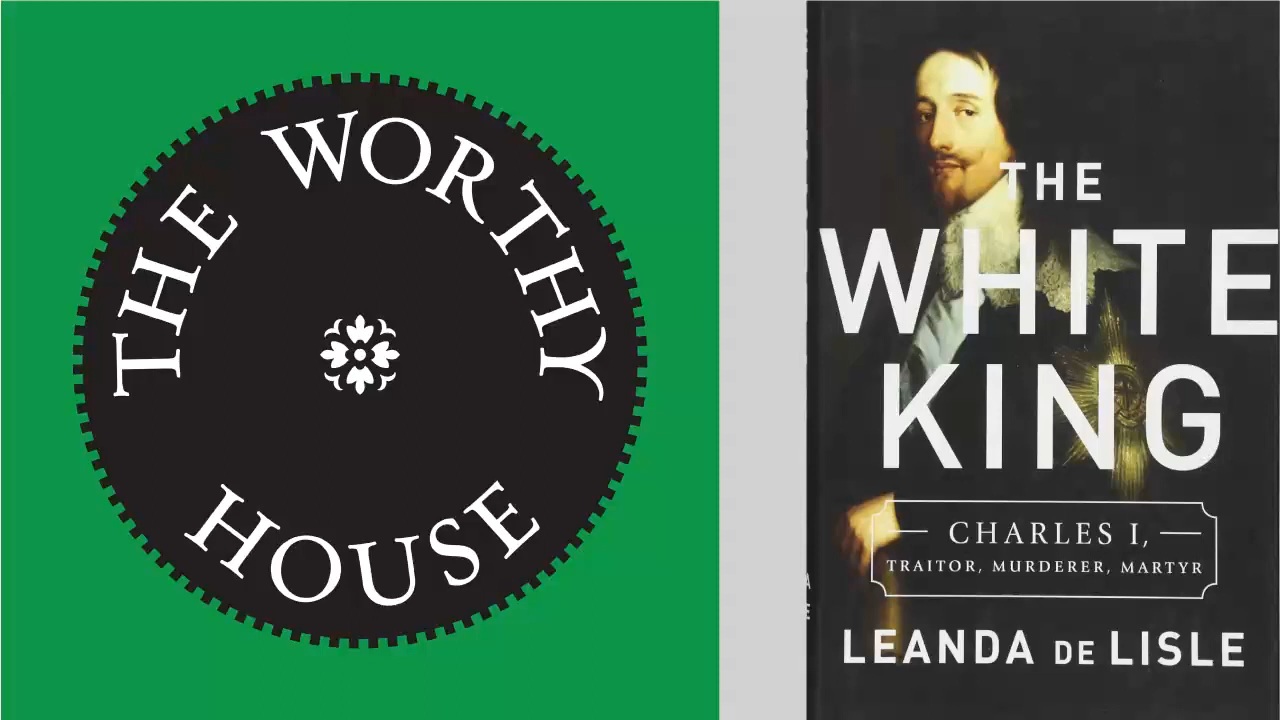 THE WORTHY
HOUSE
THE
WHITE
KING
CHARLES I,
TRAITOR, MURDERER, MARTYR
LEANDA DE LISLE